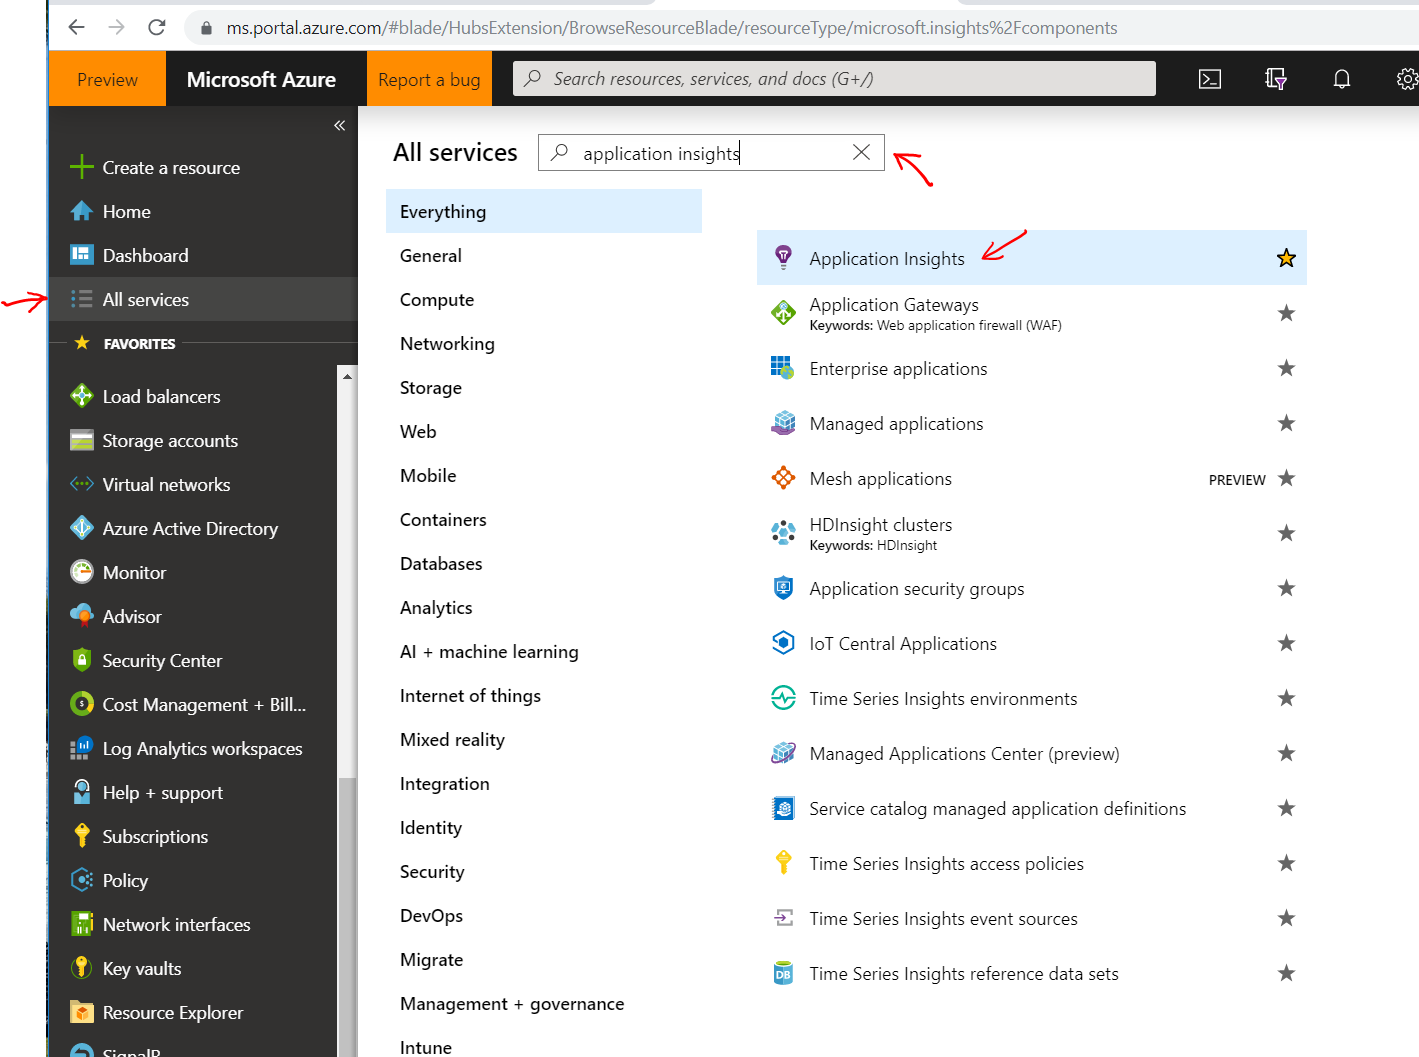 ms.portal.azure.com/#blade/HubsExtension/BrowseResourceBlade/resourceType/microsoft.insights%2Fcomponents
Preview
Microsoft Azure
Report a bug
Search resources, services, and docs (G+/)
«
Create a resource
Home
Dashboard
All services
FAVORITES
Load balancers
Storage accounts
Virtual networks
Azure Active Directory
Monitor
Advisor
Security Center
Cost Management + Bill...
Log Analytics workspaces
Help + support
Subscriptions
Policy
Network interfaces
Key vaults
Resource Explorer
SignalR
All services
application insights
Everything
General
Compute
Networking
Storage
Web
Mobile
Containers
Databases
Analytics
AI + machine learning
Internet of things
Mixed reality
Integration
Identity
Security
DevOps
Migrate
Management + governance
Intune
Application Insights
Application Gateways
Keywords: Web application firewall (WAF)
Enterprise applications
Managed applications
Mesh applications
PREVIEW
HDInsight clusters
Keywords: HDInsight
Application security groups
IoT Central Applications
Time Series Insights environments
Managed Applications Center (preview)
Service catalog managed application definitions
Time Series Insights access policies
Time Series Insights event sources
DB
Time Series Insights reference data sets